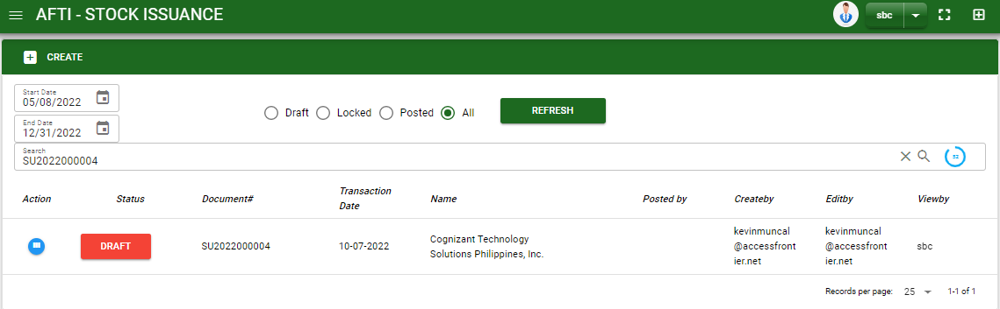 AFTI - STOCK ISSUANCE
sbc
CREATE
Start Date
05/08/2022
End Date
12/31/2022
Draft
Locked
Posted
All
REFRESH
Search
SU2022000004
Action
Status
Document#
Transaction
Date
Name
Posted by
Createby
Editby
Viewby
DRAFT
SU2022000004
10-07-2022
Cognizant Technology
Solutions Philippines, Inc.
kevinmuncal
@accessfront
ier.net
kevinmuncal
@accessfront
ier.net
sbc
Records per page:
25
1-1 of 1